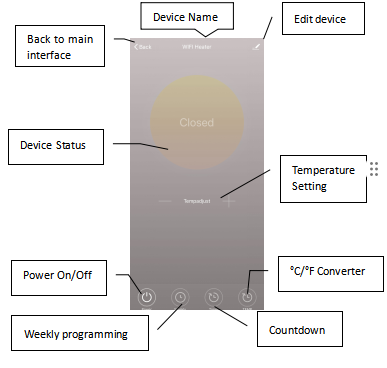 Device Name
Edit device
Back to main
interface
Back
WIFI Heater
Closed
Device Status
Temperature
Setting
Tempadjust
Power On/Off
°C/°F Converter
Weekly programming
Countdown